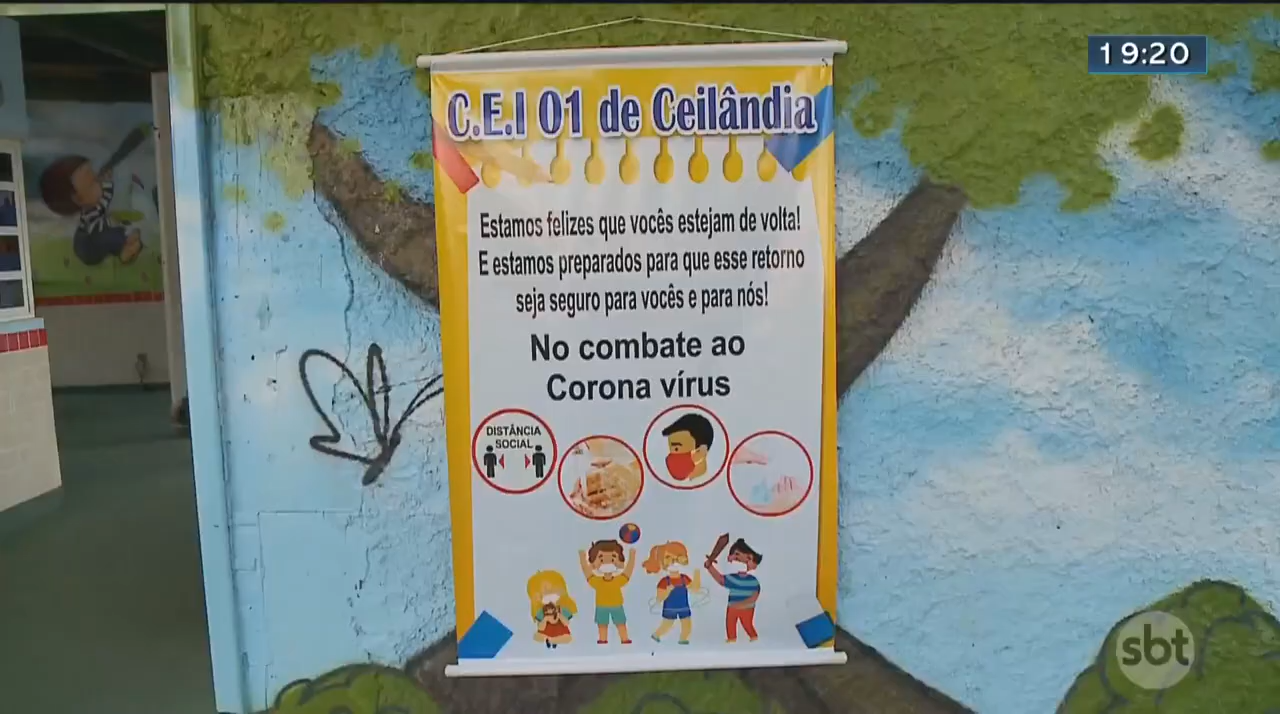 19:20
C.E.I 01 de Ceilândia
Estamos felizes que vocês estejam de volta!
E estamos preparados para que esse retorno
seja seguro para vocês e para nós!
No combate ao
Corona vírus
DISTÂNCIA
SOCIAL
sbt